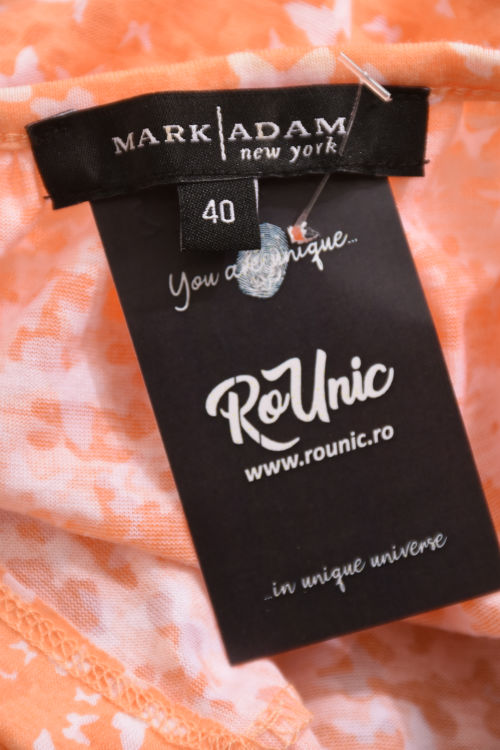 MARK|ADAM
new york
40
You are unique...
RoUnic
www.rounic.ro
...in unique universe